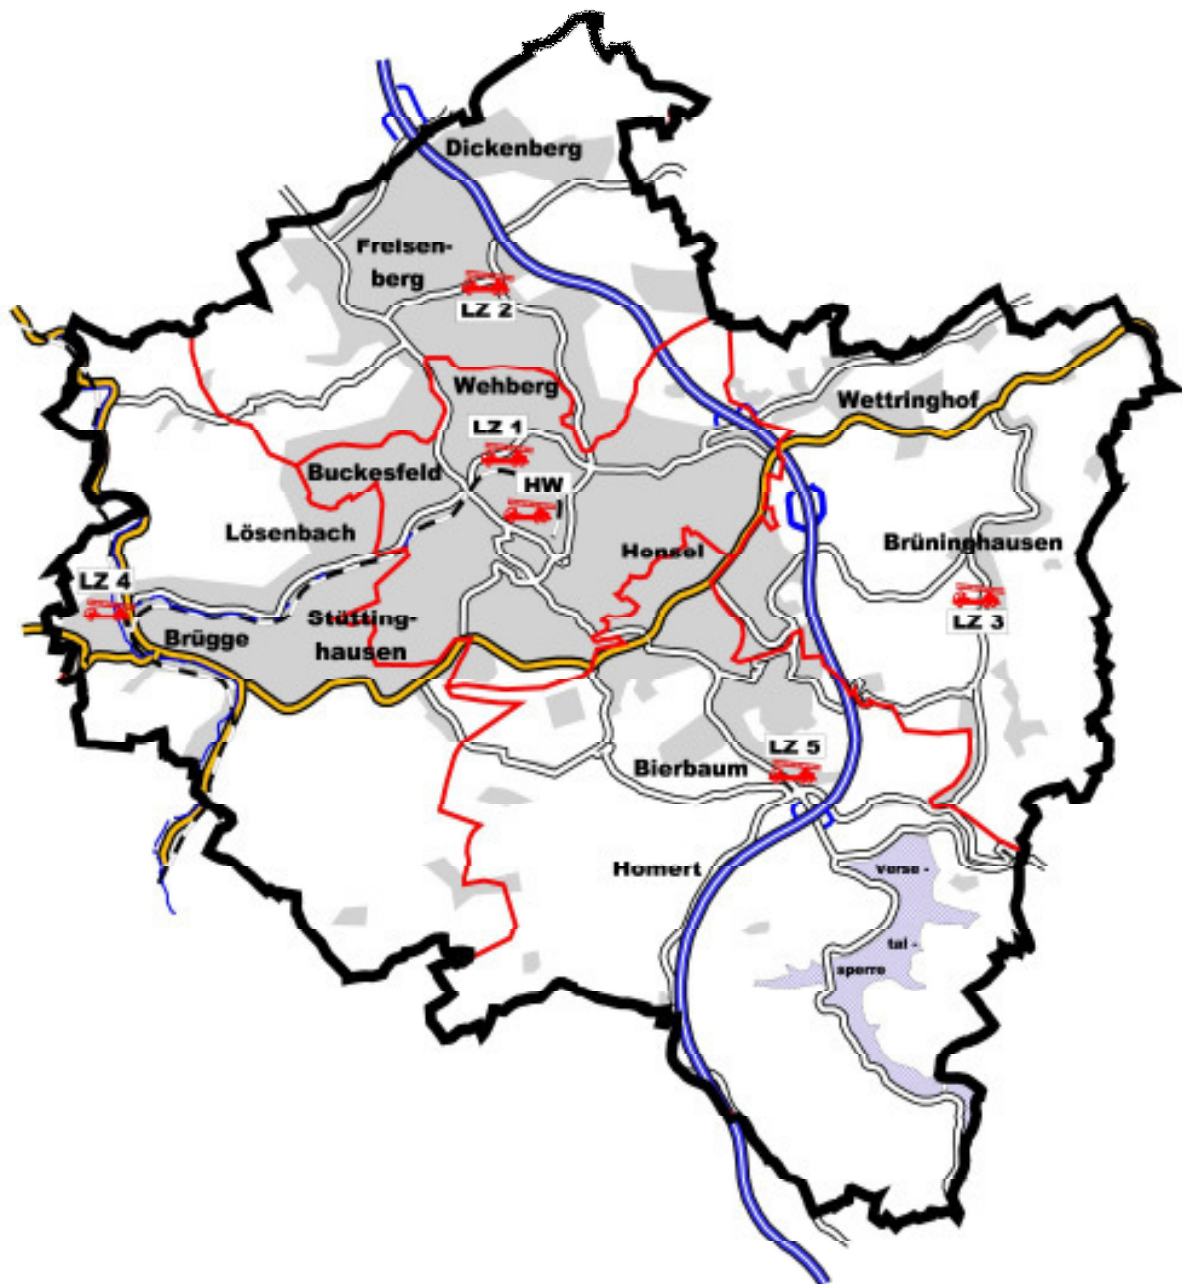 Dickenberg
Freisen-
berg
LZ 2
Wehberg
Wettringhof
LZ 1
Buckesfeld
HW
Lösenbach
Honsel
Brüninghausen
LZ 4
Stütting-
hausen
Brügge
LZ 3
LZ 5
Bierbaum
Homert
Verse -
tal -
sperre